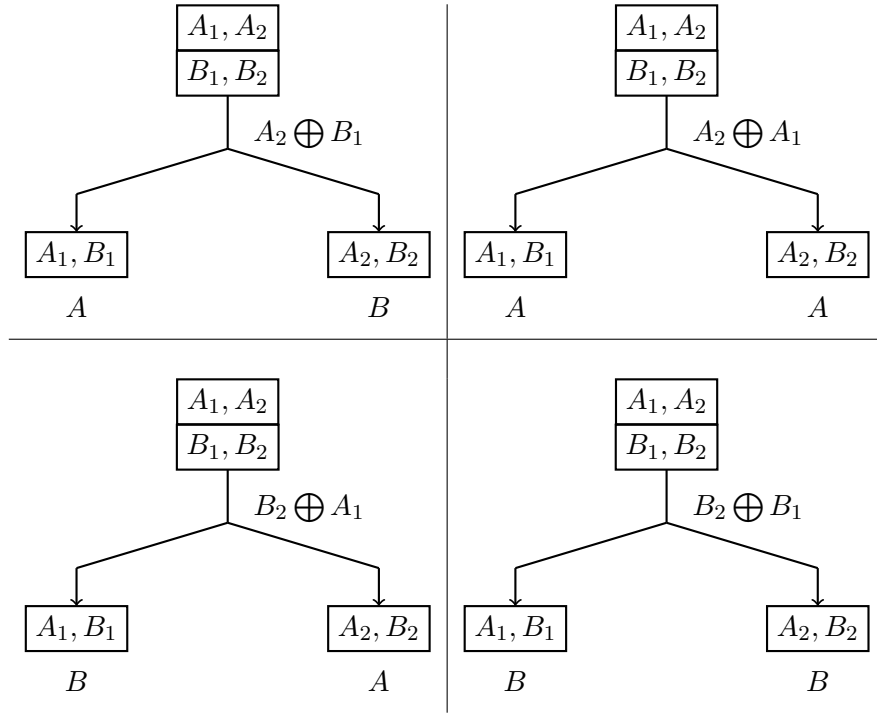 A₁, A₂
B₁, B₂
A₂ ⊕ B₁
A₁, B₁
A₂, B₂
A
B
A₁, A₂
B₁, B₂
A₂ ⊕ A₁
A₁, B₁
A₂, B₂
A
A
A₁, A₂
B₁, B₂
B₂ ⊕ A₁
A₁, B₁
A₂, B₂
B
A
A₁, A₂
B₁, B₂
B₂ ⊕ B₁
A₁, B₁
A₂, B₂
B
B